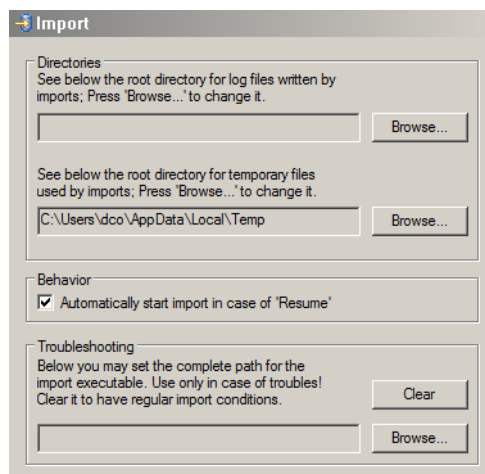 Import
Directories
See below the root directory for log files written by
imports; Press 'Browse...' to change it.
Browse...
See below the root directory for temporary files
used by imports; Press 'Browse...' to change it.
C:\Users\dco\AppData\Local\Temp
Browse...
Behavior
Automatically start import in case of 'Resume'
Troubleshooting
Below you may set the complete path for the
import executable. Use only in case of troubles!
Clear it to have regular import conditions.
Clear
Browse...